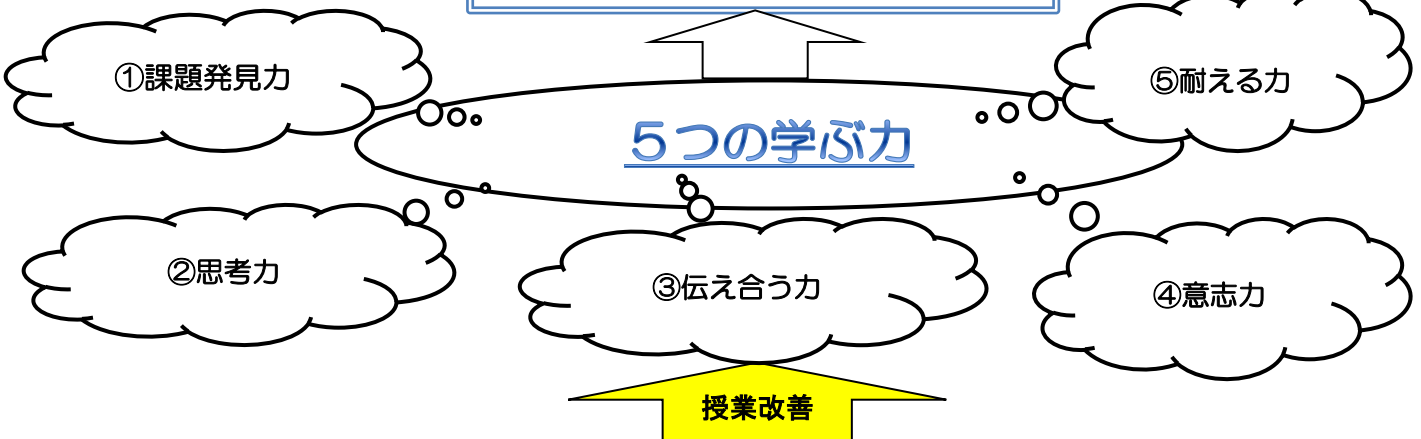 ①課題発見力
⑤耐える力
５つの学ぶ力
②思考力
③伝え合う力
④意志力
授業改善